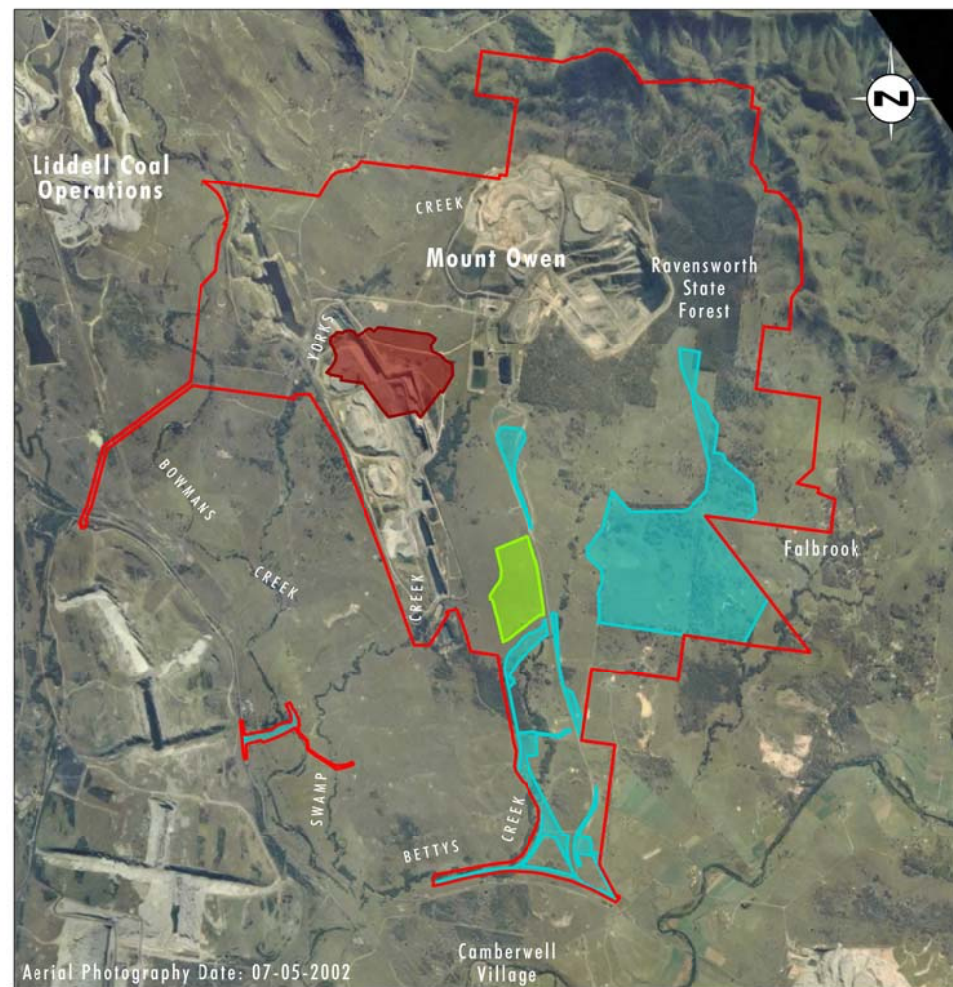 N
Liddell Coal
Operations
CREEK
Mount Owen
Ravensworth
State
Forest
YORKS
BOWMANS
CREEK
CREEK
Falbrook
SWAMP
CREEK
BETTYS
Camberwell
Village
Aerial Photography Date: 07-05-2002